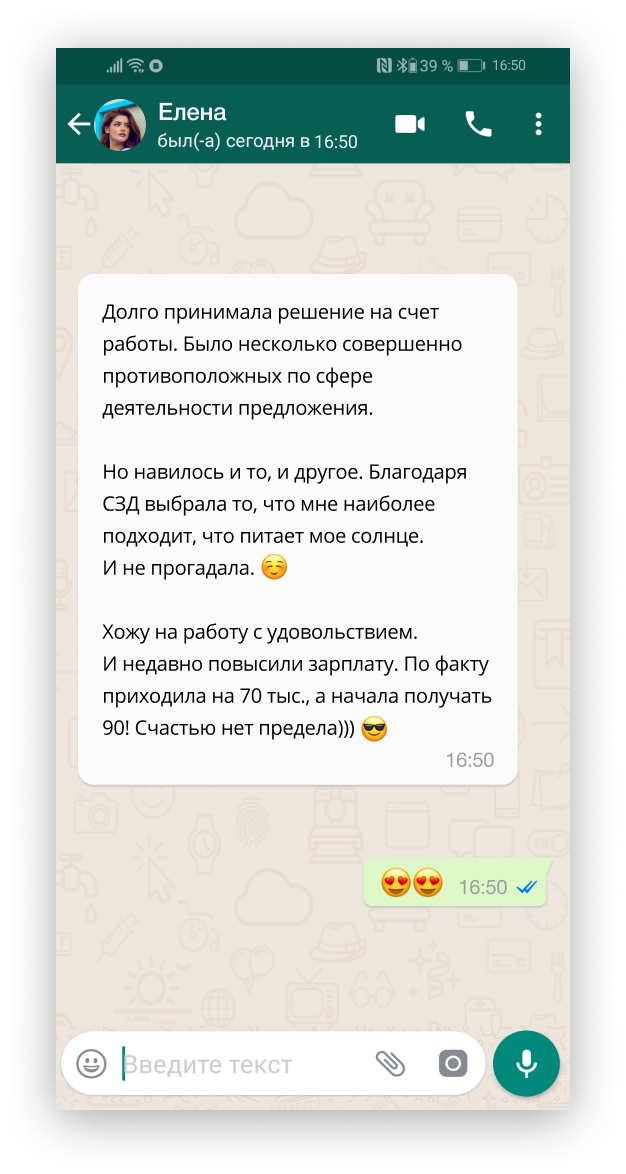 39 % 16:50
Елена
был(-а) сегодня в 16:50
Долго принимала решение на счет
работы. Было несколько совершенно
противоположных по сфере
деятельности предложения.
Но навилось и то, и другое. Благодаря
СЗД выбрала то, что мне наиболее
подходит, что питает мое солнце.
И не прогадала. ☺️
Хожу на работу с удовольствием.
И недавно повысили зарплату. По факту
приходила на 70 тыс., а начала получать
90! Счастью нет предела))) 😎
16:50
😍😍 16:50
Введите текст